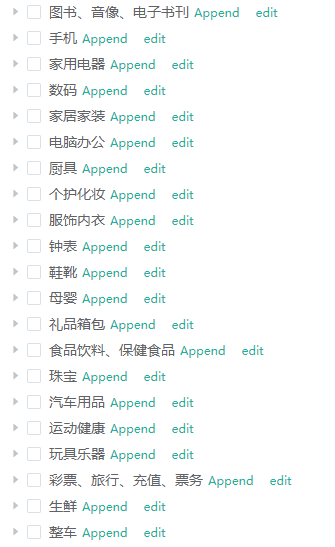 图书、音像、电子书刊 Append edit
手机 Append edit
家用电器 Append edit
数码 Append edit
家居家装 Append edit
电脑办公 Append edit
厨具 Append edit
个护化妆 Append edit
服饰内衣 Append edit
钟表 Append edit
鞋靴 Append edit
母婴 Append edit
礼品箱包 Append edit
食品饮料、保健食品 Append edit
珠宝 Append edit
汽车用品 Append edit
运动健康 Append edit
玩具乐器 Append edit
彩票、旅行、充值、票务 Append edit
生鲜 Append edit
整车 Append edit